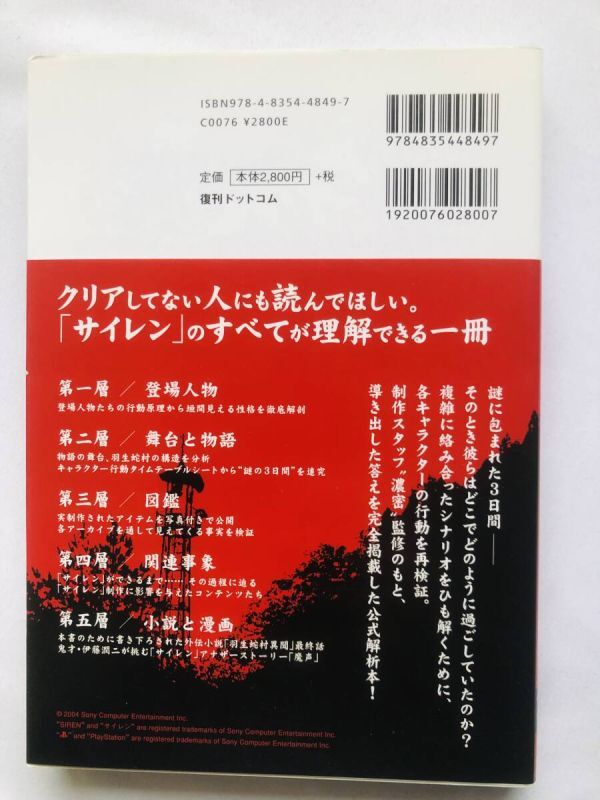 ISBN978-4-8354-4849-7
C0076 ¥2800E
定価 本体2,800円 +税
復刊ドットコム
9784835448497
1920076028007
クリアしてない人にも読んでほしい。
「サイレン」のすべてが理解できる一冊
第一層 / 登場人物
登場人物たちの行動原理から垣間見える性格を徹底解剖
第二層 / 舞台と物語
物語の舞台、羽生蛇村の構造を分析
キャラクター行動タイムテーブルシートから“謎の3日間”を追究
第三層 / 図鑑
実制作されたアイテムを写真付きで公開
各アーカイブを通して見えてくる事実を検証
第四層 / 関連事象
「サイレン」ができるまで…… その過程に迫る
「サイレン」制作に影響を与えたコンテンツたち
第五層 / 小説と漫画
本書のために書き下ろされた外伝小説「羽生蛇村異聞」最終話
鬼才・伊藤潤二が挑む「サイレン」アナザーストーリー「魔声」
謎に包まれた3日間――
そのとき彼らはどこでどのように過ごしていたのか?
複雑に絡み合ったシナリオをひも解くために、
各キャラクターの行動を再検証。
制作スタッフ“濃密”監修のもと、
導き出した答えを完全掲載した公式解析本!
© 2004 Sony Computer Entertainment Inc.
"SIREN" and "サイレン" are registered trademarks of Sony Computer Entertainment Inc.
" " and "PlayStation" are registered trademarks of Sony Computer Entertainment Inc.